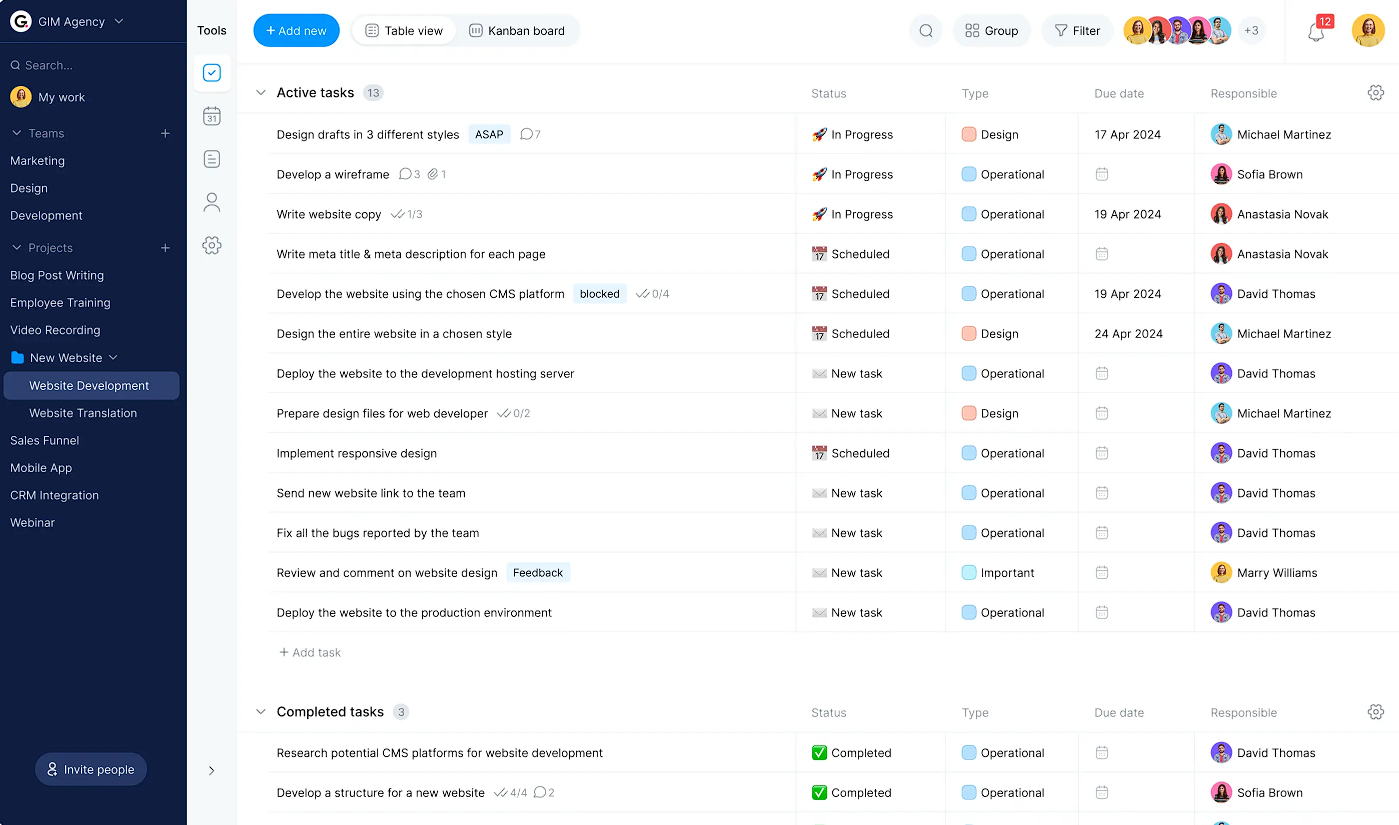 GIM Agency
Search...
My work
Teams
Marketing
Design
Development
Projects
Blog Post Writing
Employee Training
Video Recording
New Website
Website Development
Website Translation
Sales Funnel
Mobile App
CRM Integration
Webinar
Invite people
Tools
31
+ Add new
Table view
Kanban board
Group
Filter
+3
12
Active tasks 13 Status Type Due date Responsible
Design drafts in 3 different styles ASAP 7 In Progress Design 17 Apr 2024 Michael Martinez
Develop a wireframe 3 1 In Progress Operational Sofia Brown
Write website copy 1/3 In Progress Operational 19 Apr 2024 Anastasia Novak
Write meta title & meta description for each page 17 Scheduled Operational Anastasia Novak
Develop the website using the chosen CMS platform blocked 0/4 17 Scheduled Operational 19 Apr 2024 David Thomas
Design the entire website in a chosen style 17 Scheduled Design 24 Apr 2024 Michael Martinez
Deploy the website to the development hosting server New task Operational David Thomas
Prepare design files for web developer 0/2 New task Design Michael Martinez
Implement responsive design 17 Scheduled Operational David Thomas
Send new website link to the team New task Operational David Thomas
Fix all the bugs reported by the team New task Operational David Thomas
Review and comment on website design Feedback New task Important Marry Williams
Deploy the website to the production environment New task Operational David Thomas
+ Add task
Completed tasks 3 Status Type Due date Responsible
Research potential CMS platforms for website development Completed Operational David Thomas
Develop a structure for a new website 4/4 2 Completed Operational Sofia Brown